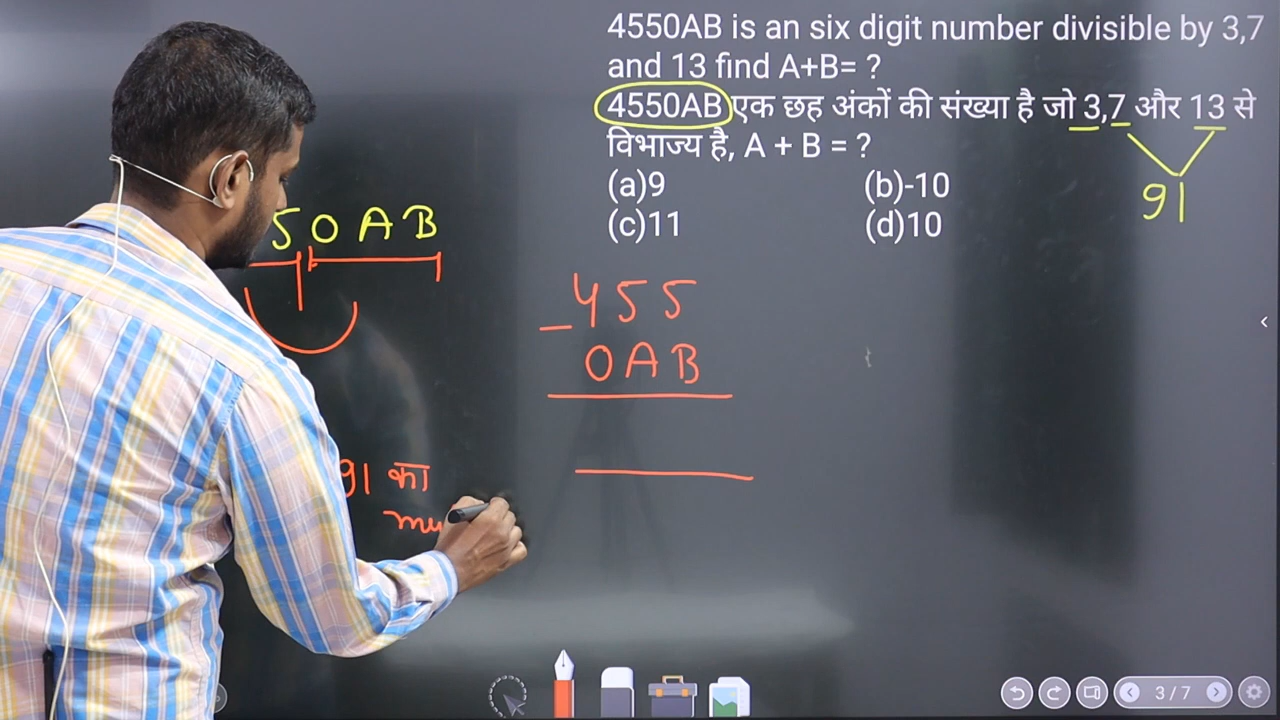 4550AB is an six digit number divisible by 3,7
and 13 find A+B= ?
4550AB एक छह अंकों की संख्या है जो 3,7 और 13 से
विभाज्य है, A + B = ?
(a)9 (b)-10
(c)11 (d)10
91
50AB
455
– 0AB
91 का
mu
3 / 7